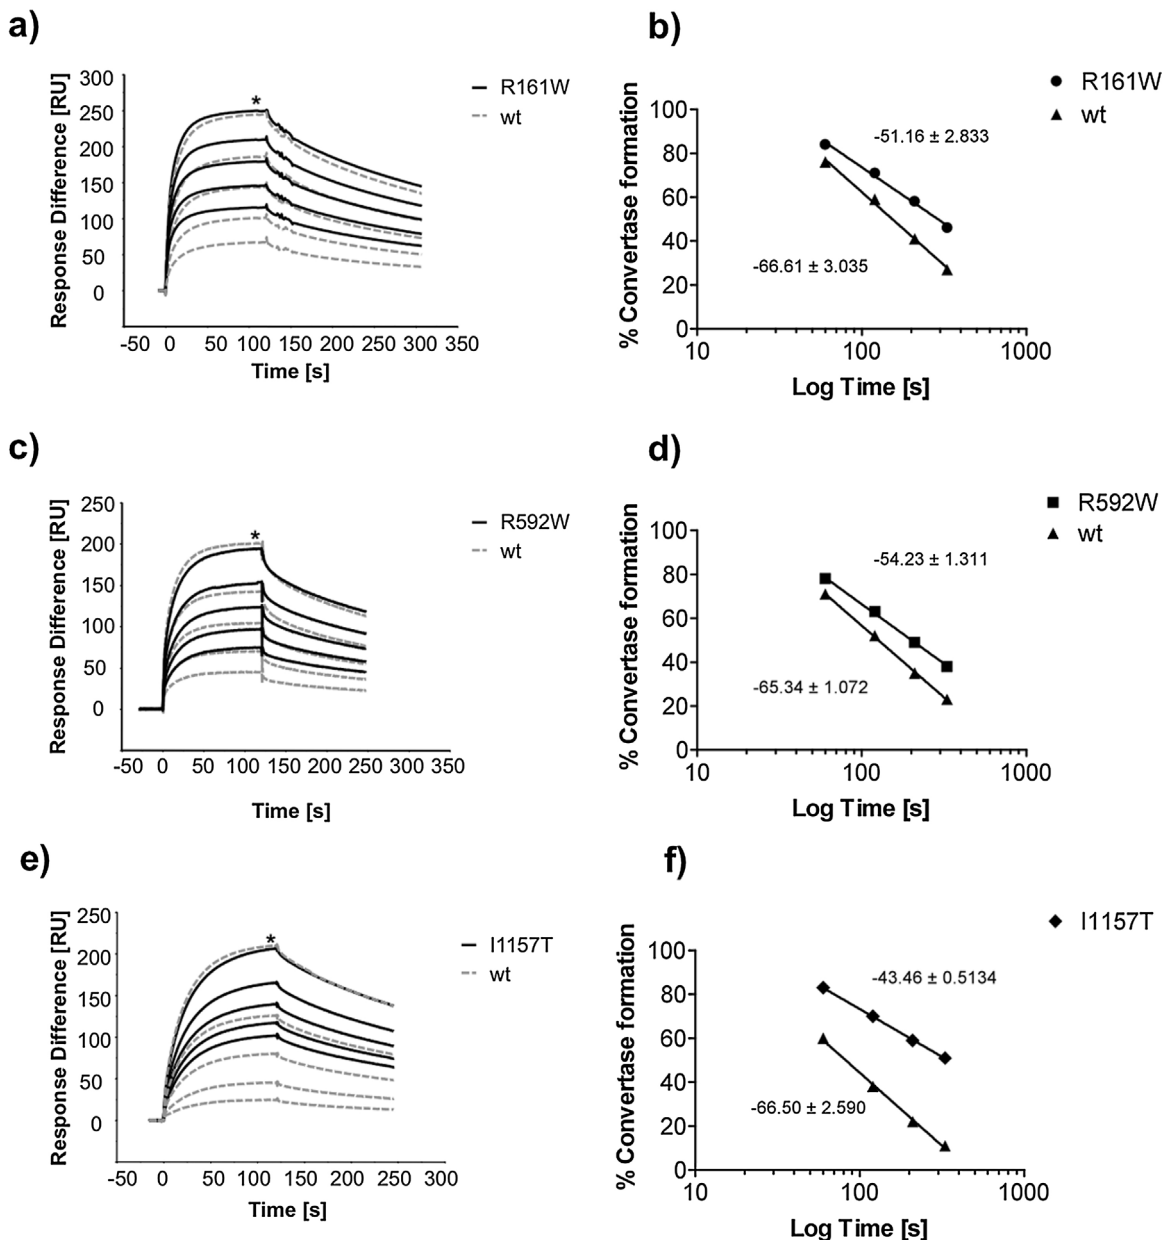 a)
Response Difference [RU]
300
250
200
150
100
50
0
*
R161W
wt
-50 0 50 100 150 200 250 300 350
Time [s]
b)
% Convertase formation
100
80
60
40
20
0
-51.16 ± 2.833
-66.61 ± 3.035
R161W
wt
10 100 1000
Log Time [s]
c)
Response Difference [RU]
250
200
150
100
50
0
*
R592W
wt
-50 0 50 100 150 200 250 300 350
Time [s]
d)
% Convertase formation
100
80
60
40
20
0
-54.23 ± 1.311
-65.34 ± 1.072
R592W
wt
10 100 1000
Log Time [s]
e)
Response Difference [RU]
250
200
150
100
50
0
*
I1157T
wt
-50 0 50 100 150 200 250 300
Time [s]
f)
% Convertase formation
100
80
60
40
20
0
-43.46 ± 0.5134
-66.50 ± 2.590
I1157T
10 100 1000
Log Time [s]